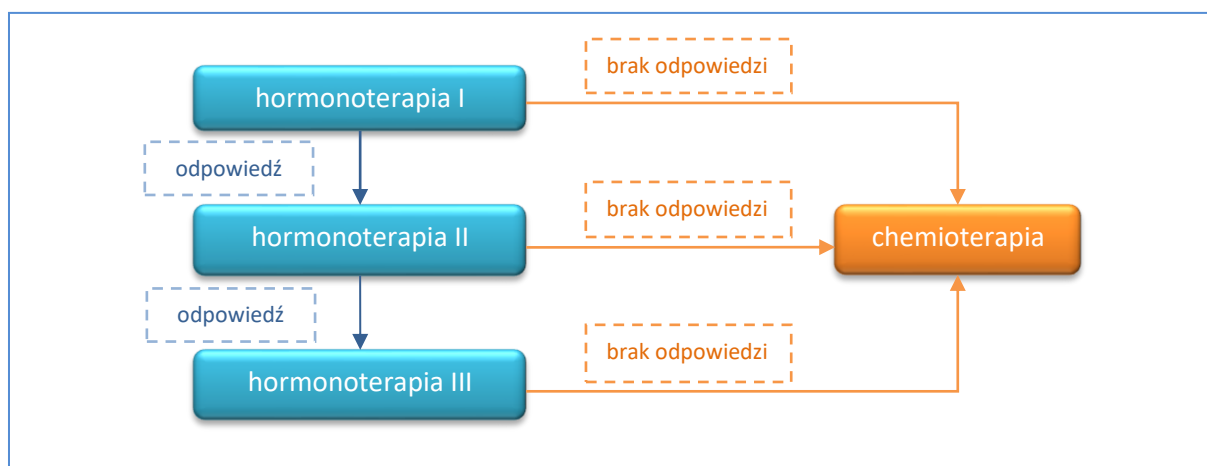 brak odpowiedzi
hormonoterapia I
odpowiedź
brak odpowiedzi
hormonoterapia II
chemioterapia
odpowiedź
brak odpowiedzi
hormonoterapia III